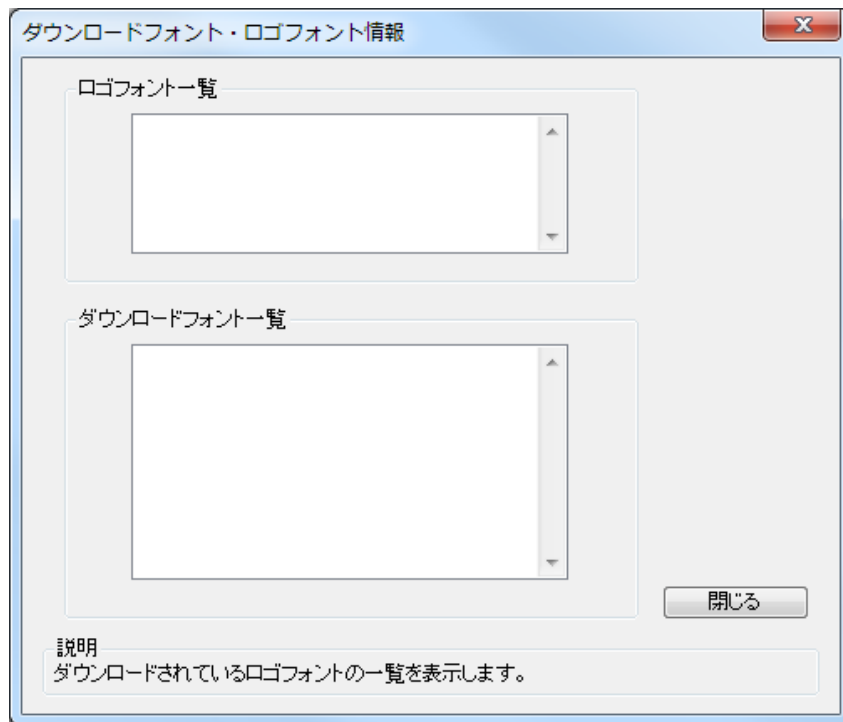 ダウンロードフォント・ロゴフォント情報
ロゴフォント一覧
ダウンロードフォント一覧
閉じる
説明
ダウンロードされているロゴフォントの一覧を表示します。